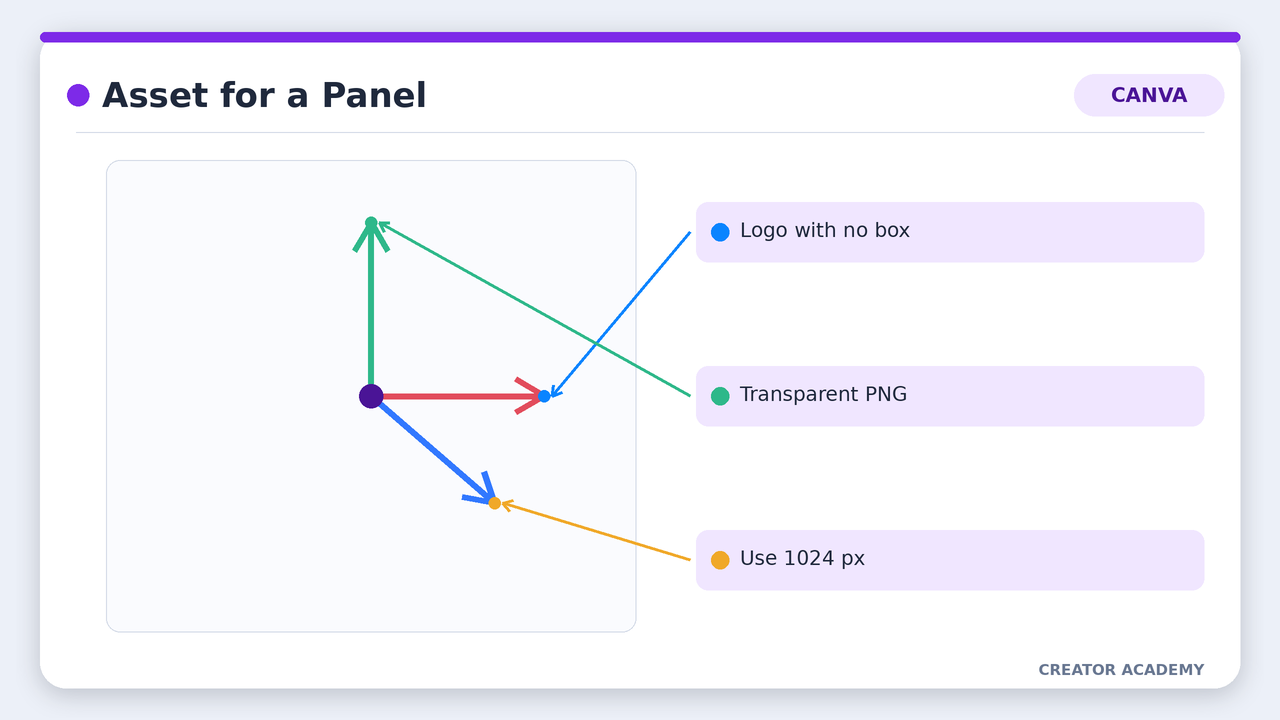 Asset for a Panel
CANVA
Logo with no box
Transparent PNG
Use 1024 px
CREATOR ACADEMY